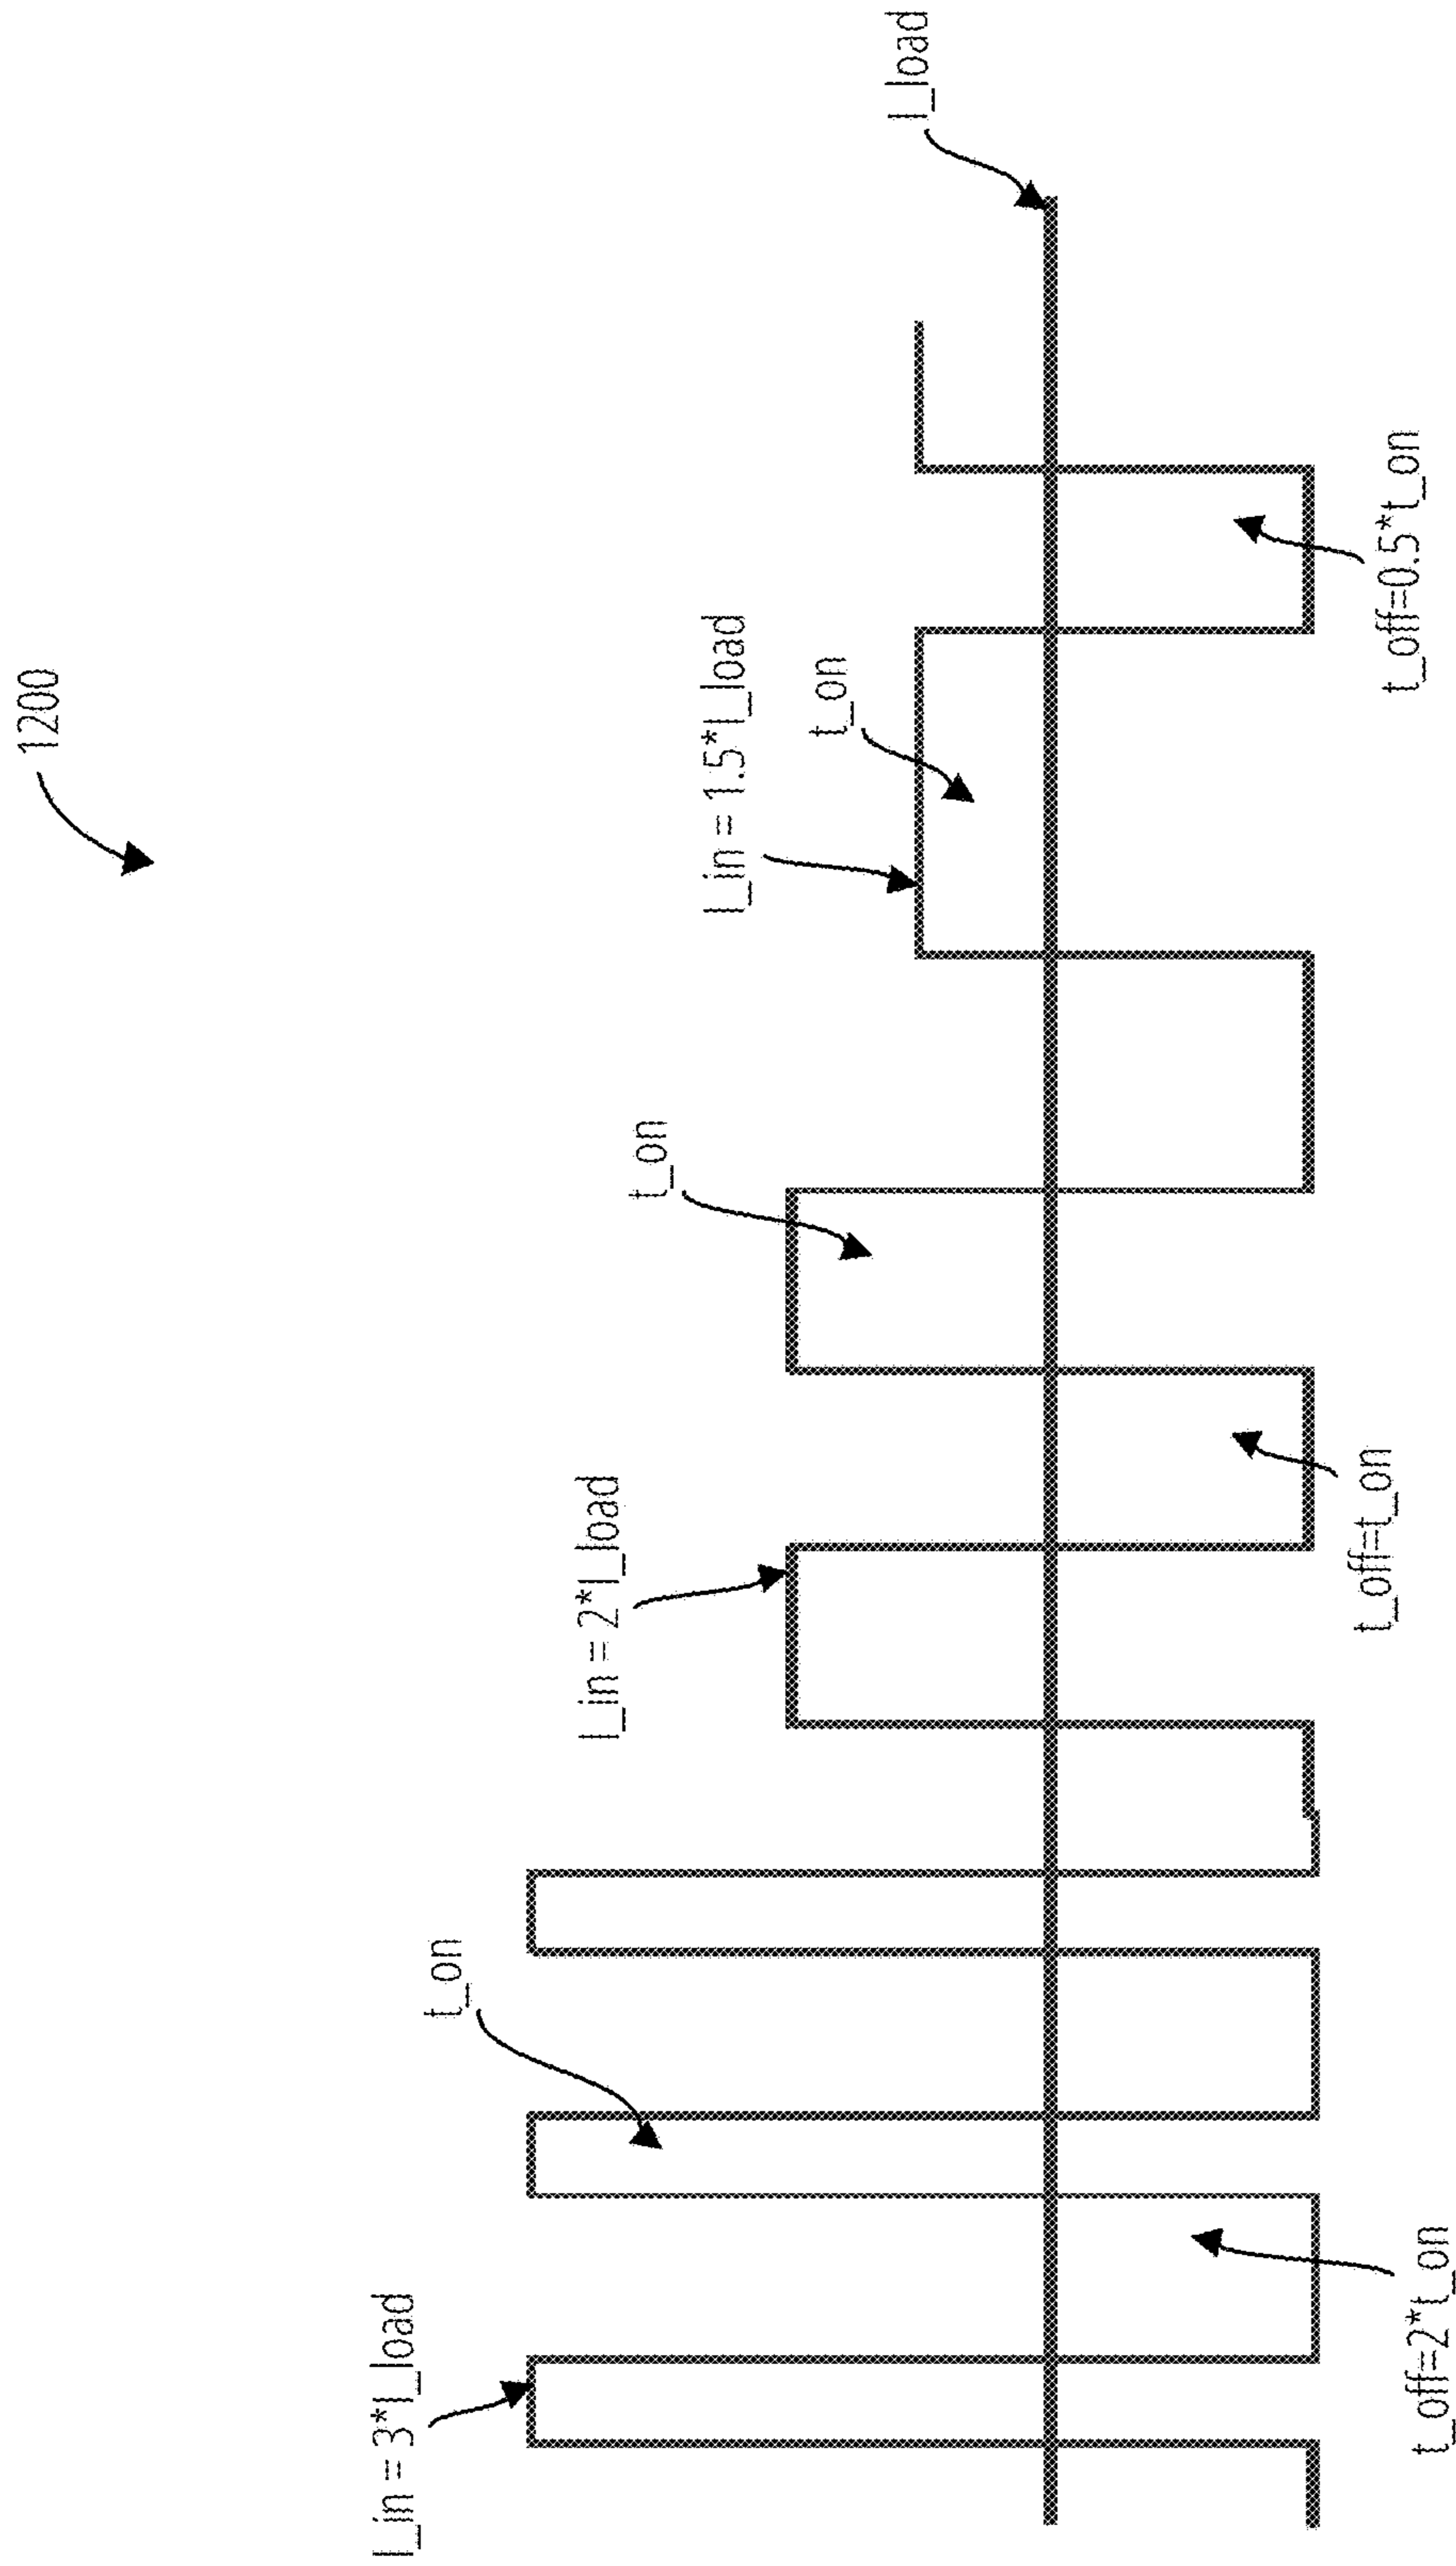 1200
I_in = 3*I_load
t_on
t_off=2*t_on
I_in = 2*I_load
t_on
t_off=t_on
I_in = 1.5*I_load
t_on
t_off=0.5*t_on
I_load